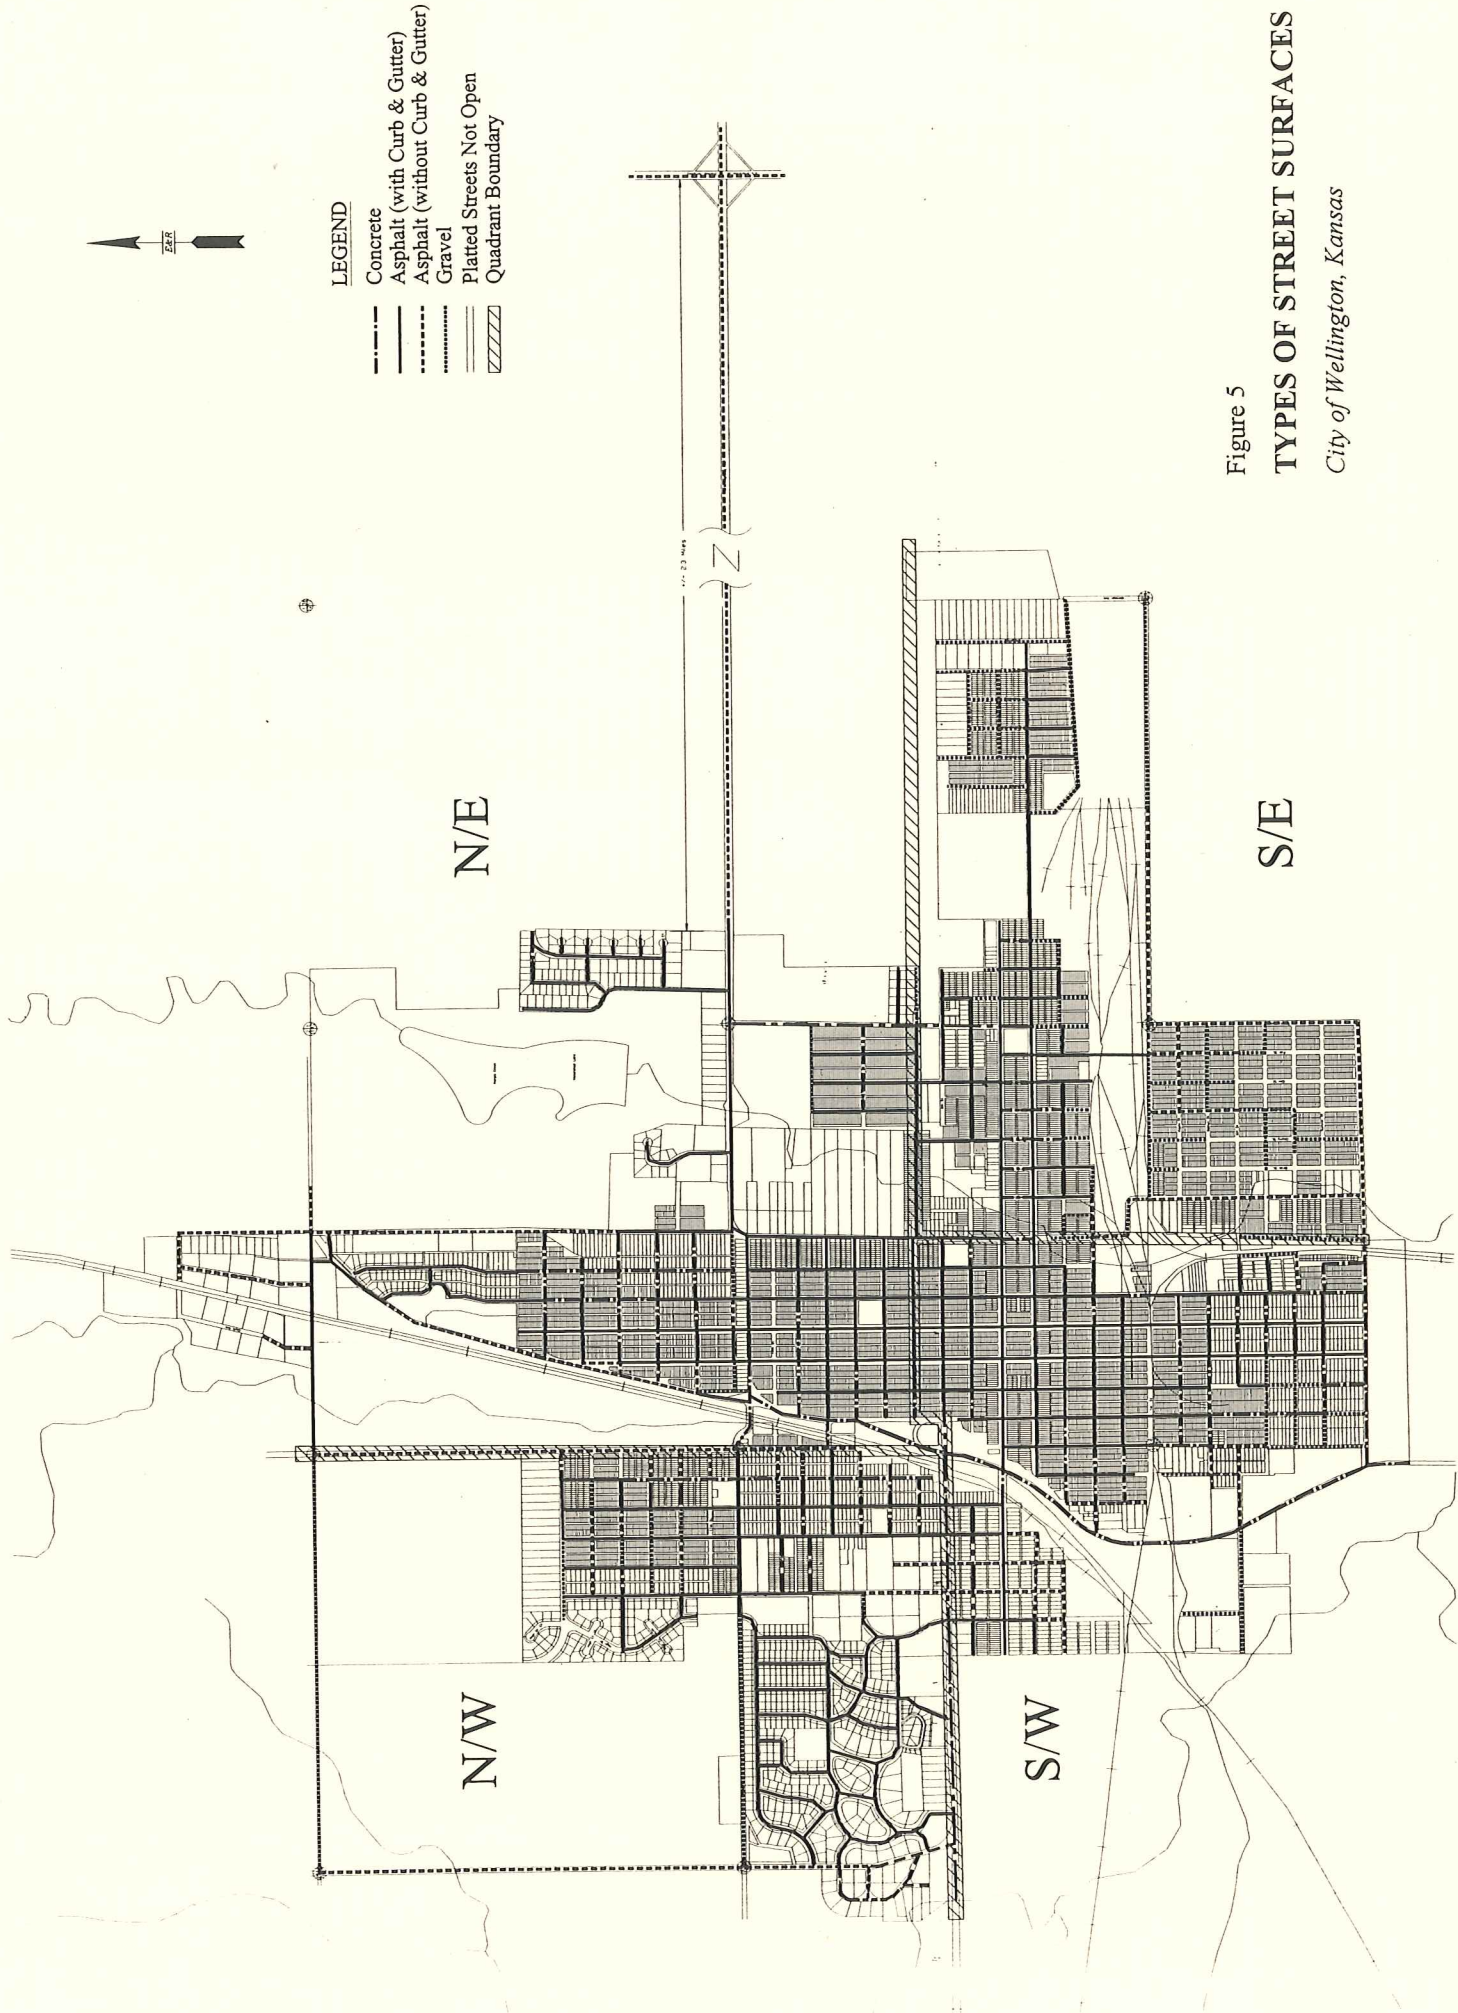 E&R
LEGEND
Concrete
Asphalt (with Curb & Gutter)
Asphalt (without Curb & Gutter)
Gravel
Platted Streets Not Open
Quadrant Boundary
N/W
N/E
S/W
S/E
Figure 5
TYPES OF STREET SURFACES
City of Wellington, Kansas